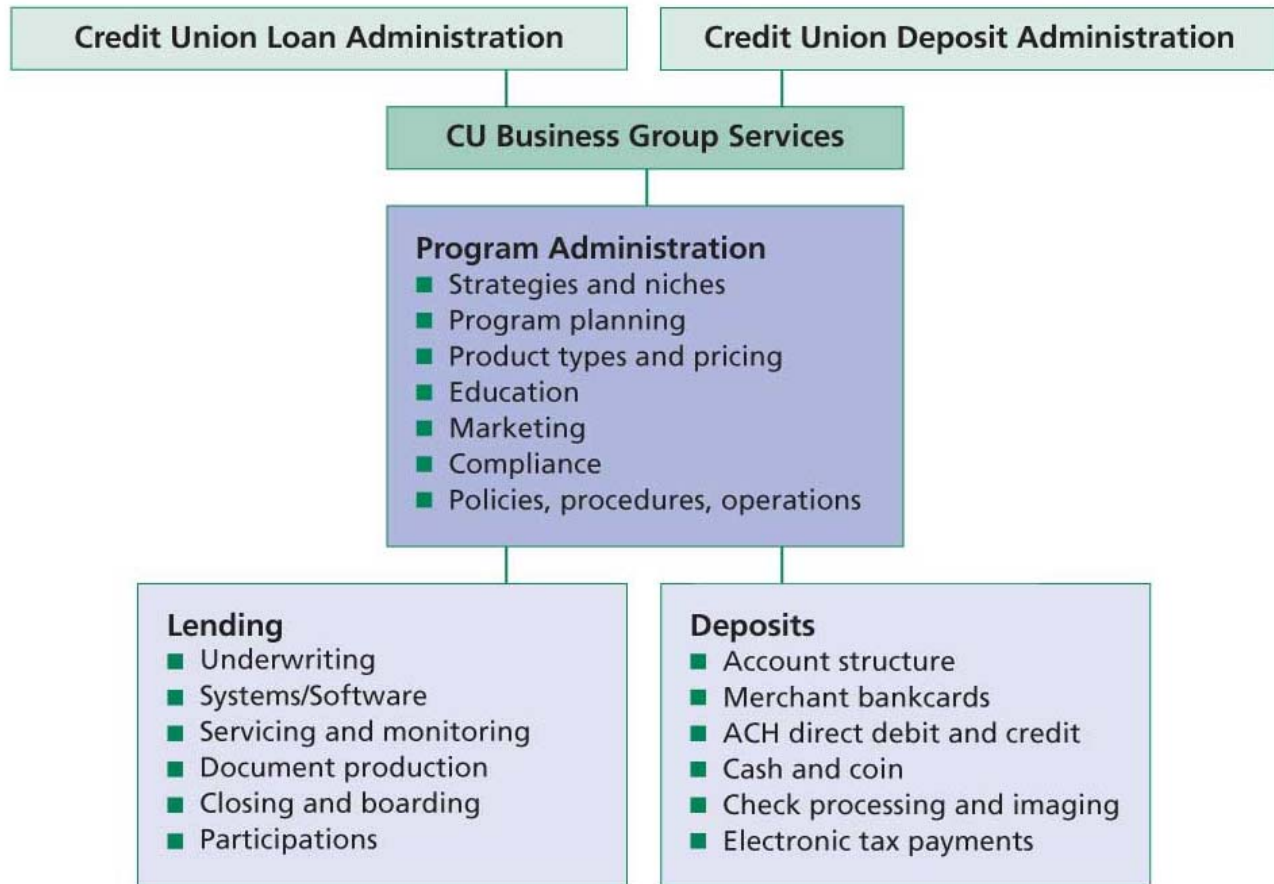 Credit Union Loan Administration
Credit Union Deposit Administration
CU Business Group Services
Program Administration
Strategies and niches
Program planning
Product types and pricing
Education
Marketing
Compliance
Policies, procedures, operations
Lending
Underwriting
Systems/Software
Servicing and monitoring
Document production
Closing and boarding
Participations
Deposits
Account structure
Merchant bankcards
ACH direct debit and credit
Cash and coin
Check processing and imaging
Electronic tax payments